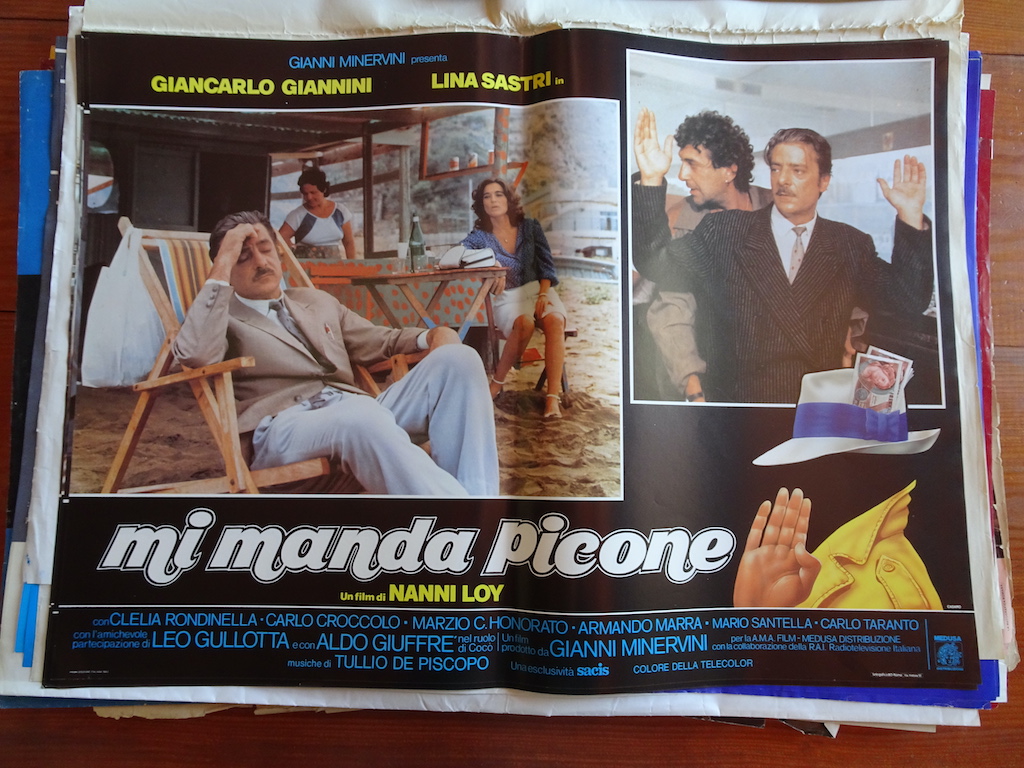 GIANNI MINERVINI presenta
GIANCARLO GIANNINI LINA SASTRI in
mi manda picone
Un film di NANNI LOY
con CLELIA RONDINELLA · CARLO CROCCOLO · MARZIO C. HONORATO · ARMANDO MARRA · MARIO SANTELLA · CARLO TARANTO
con l'amichevole partecipazione di LEO GULLOTTA e con ALDO GIUFFRE' nel ruolo di Cocò
Un film prodotto da GIANNI MINERVINI per la A.M.A. FILM - MEDUSA DISTRIBUZIONE
con la collaborazione della R.A.I. Radiotelevisione Italiana
musiche di TULLIO DE PISCOPO Una esclusività sacis COLORE DELLA TELECOLOR
MEDUSA